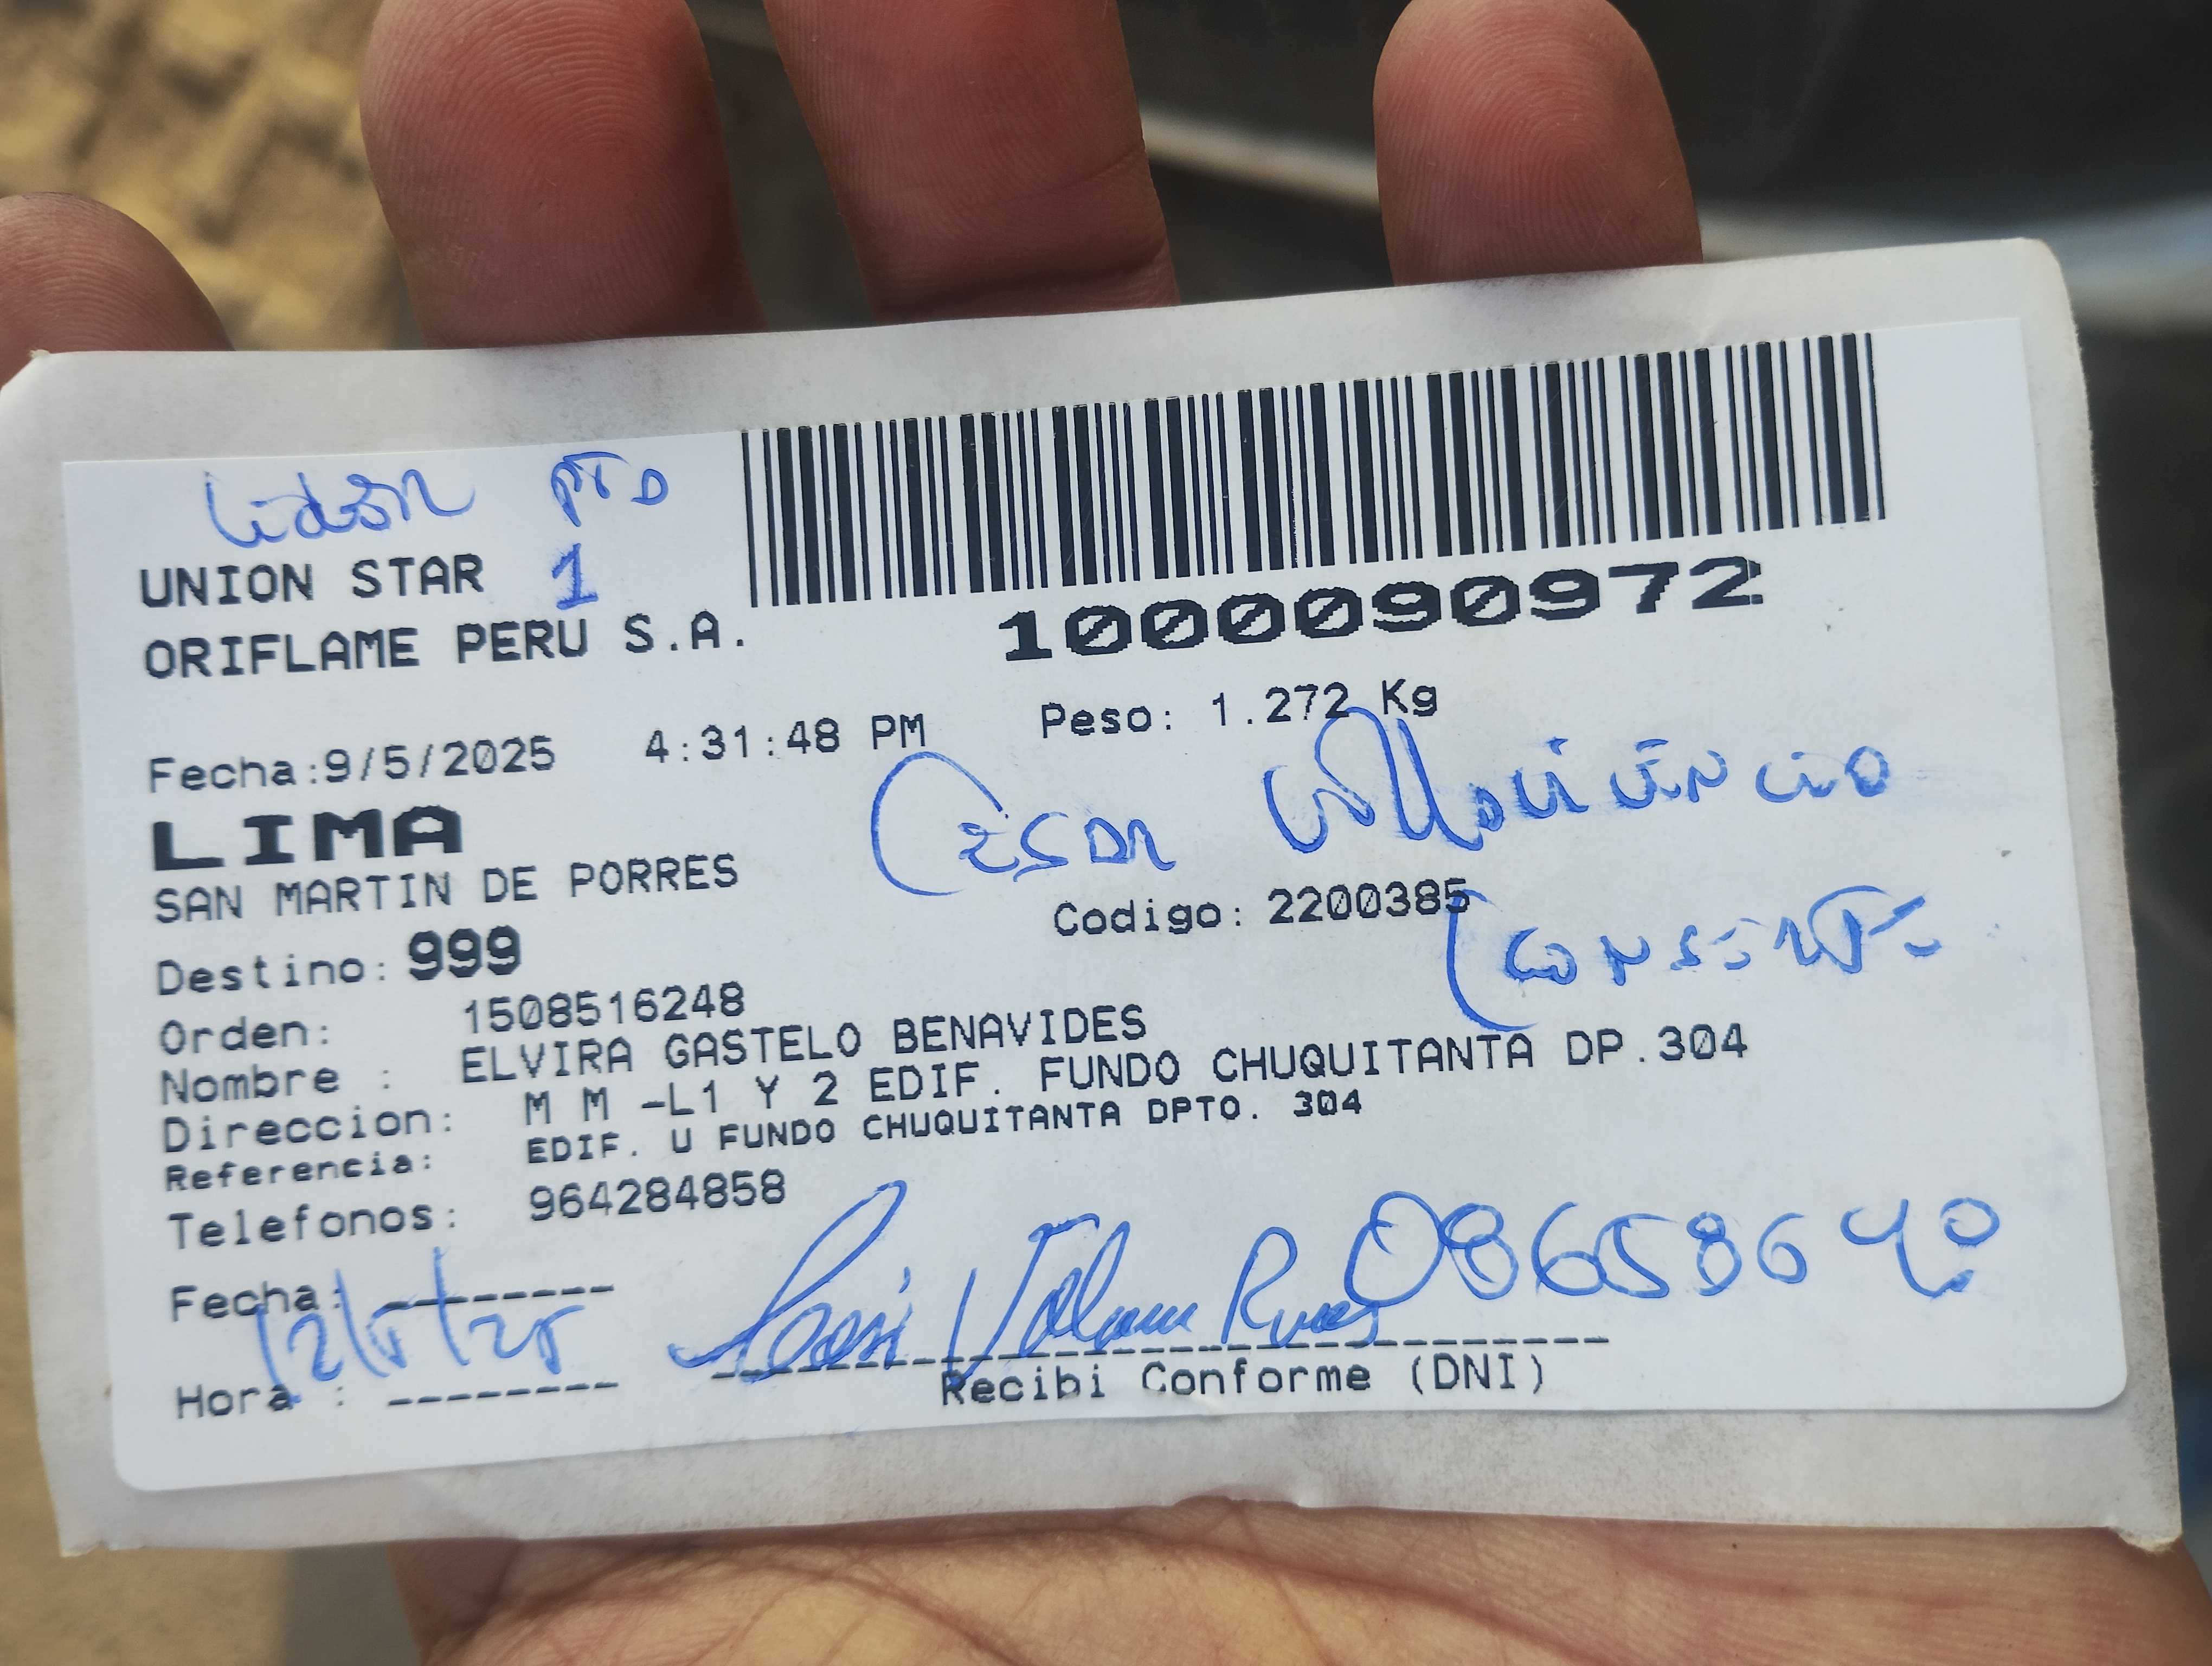 UNION STAR 1
ORIFLAME PERU S.A.
1000090972
Fecha:9/5/2025 4:31:48 PM Peso: 1.272 Kg
LIMA
SAN MARTIN DE PORRES
Cesar
Destino: 999 Codigo: 2200385
Orden: 1508516248
Nombre : ELVIRA GASTELO BENAVIDES
Direccion: M M -L1 Y 2 EDIF. FUNDO CHUQUITANTA DP.304
Referencia: EDIF. U FUNDO CHUQUITANTA DPTO. 304
Telefonos: 964284858
Fecha: 12/5/25
Hora :
Recibi Conforme (DNI)